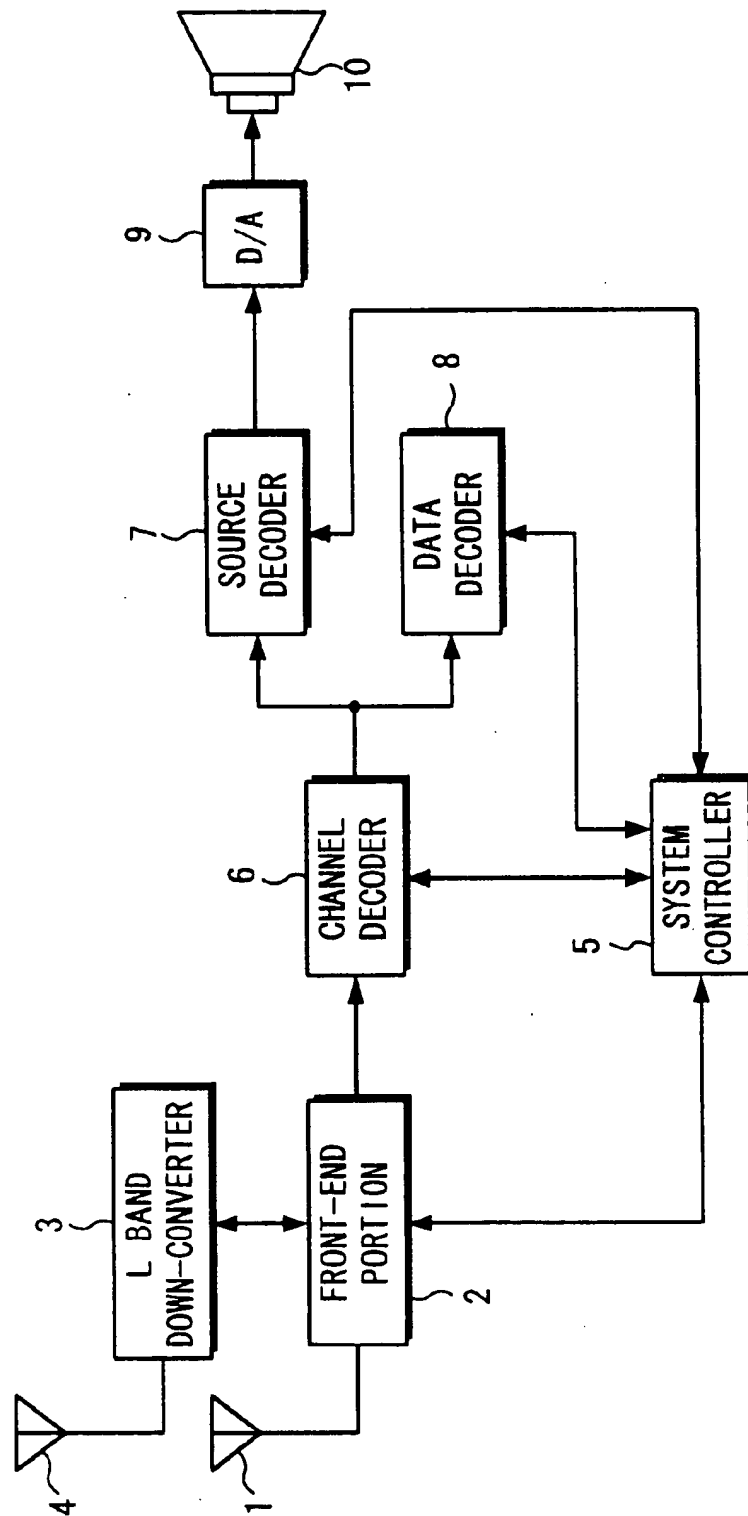 4
3
L BAND
DOWN-CONVERTER
1
FRONT-END
PORTION
2
6
CHANNEL
DECODER
7
SOURCE
DECODER
DATA
DECODER
8
9
D/A
10
5
SYSTEM
CONTROLLER